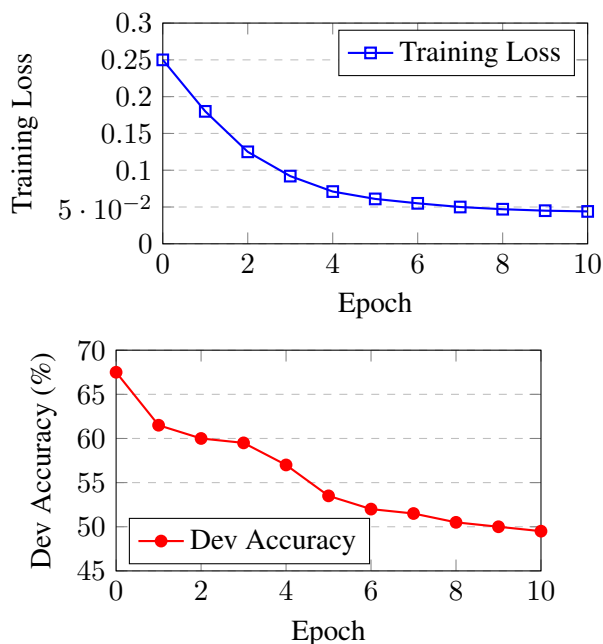 0.3
0.25
0.2
0.15
0.1
5 · 10⁻²
0
Training Loss
Training Loss
0 2 4 6 8 10
Epoch
70
65
60
55
50
45
Dev Accuracy (%)
Dev Accuracy
0 2 4 6 8 10
Epoch